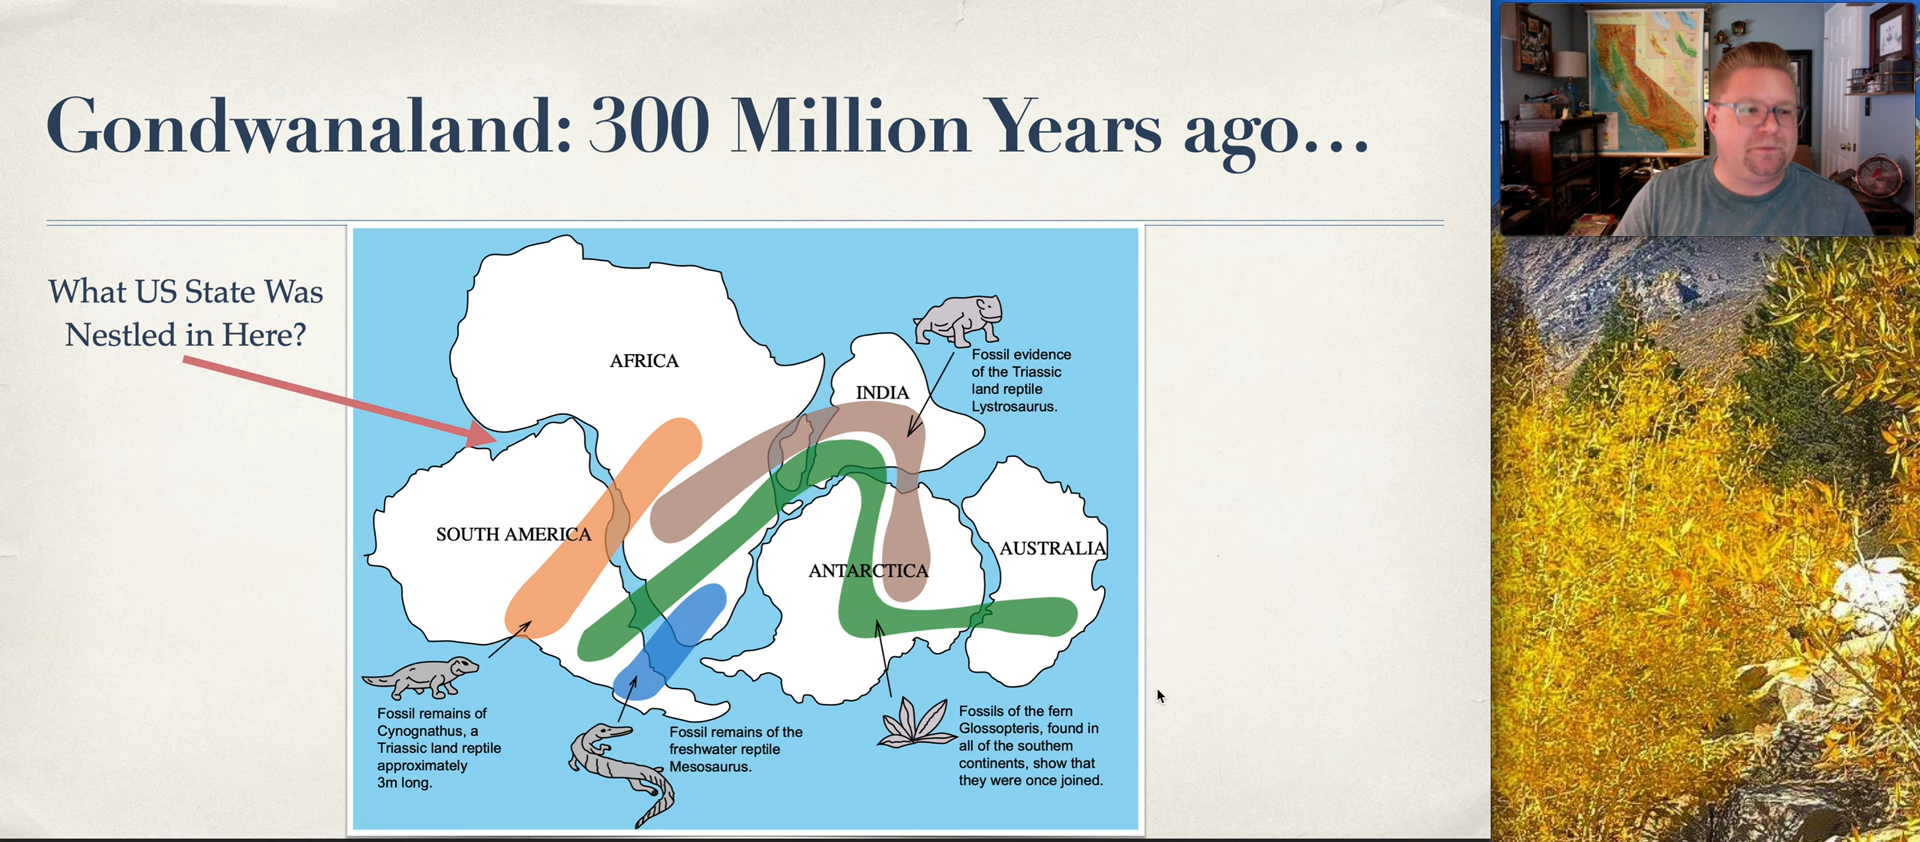 Gondwanaland: 300 Million Years ago...
What US State Was
Nestled in Here?
AFRICA
INDIA
Fossil evidence
of the Triassic
land reptile
Lystrosaurus.
SOUTH AMERICA
ANTARCTICA
AUSTRALIA
Fossil remains of
Cynognathus, a
Triassic land reptile
approximately
3m long.
Fossil remains of the
freshwater reptile
Mesosaurus.
Fossils of the fern
Glossopteris, found in
all of the southern
continents, show that
they were once joined.